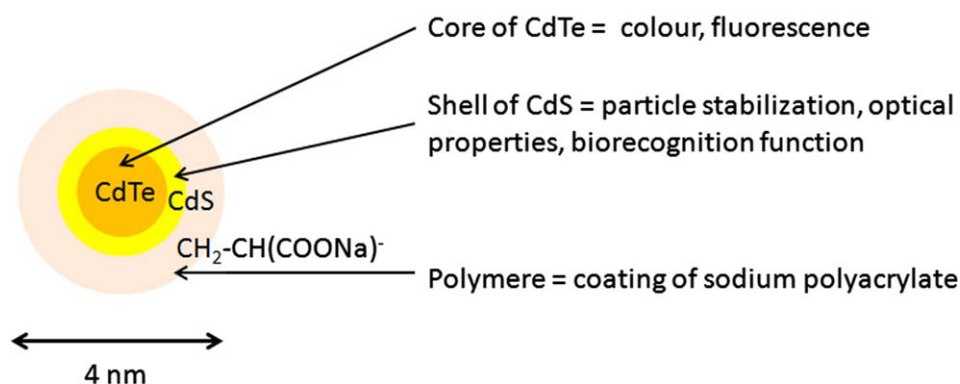 Core of CdTe = colour, fluorescence
Shell of CdS = particle stabilization, optical
properties, biorecognition function
CdTe
CdS
CH₂-CH(COONa)⁻
Polymere = coating of sodium polyacrylate
4 nm